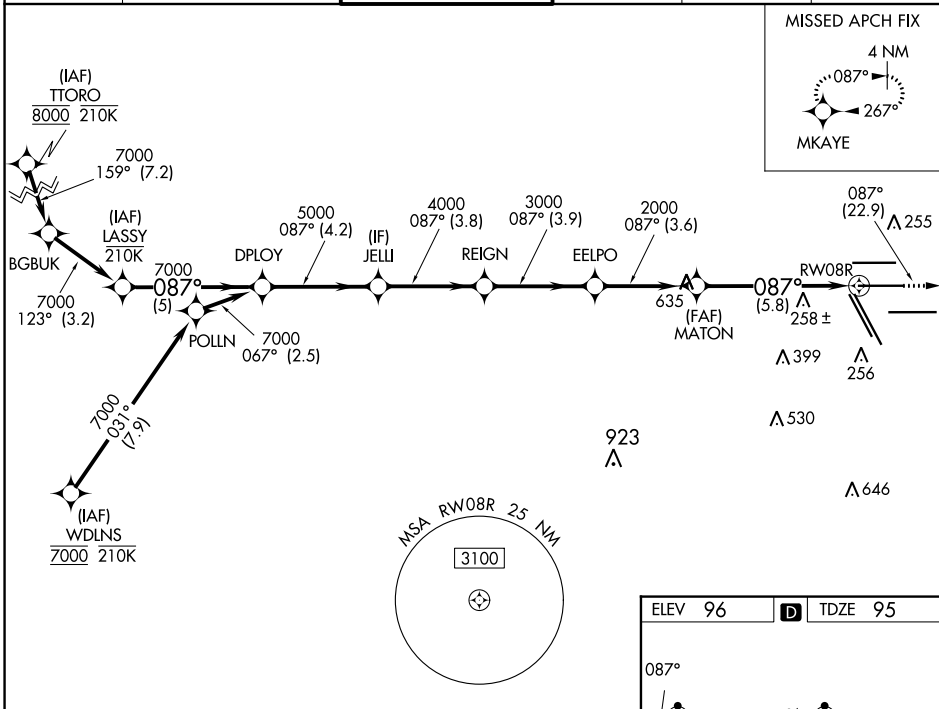 MISSED APCH FIX
4 NM
087°
267°
MKAYE
(IAF)
TTORO
8000 210K
7000
159° (7.2)
BGBUK
7000
123° (3.2)
(IAF)
LASSY
210K
7000
087°
(5)
POLLN
7000
067° (2.5)
7000
031°
(7.9)
(IAF)
WDLNS
7000 210K
DPLOY
5000
087° (4.2)
(IF)
JELLI
4000
087° (3.8)
REIGN
3000
087° (3.9)
EELPO
2000
087° (3.6)
635
(FAF)
MATON
087°
(5.8)
258 ±
RW08R
087°
(22.9)
255
399
256
530
923
646
MSA RW08R 25 NM
3100
ELEV 96 D TDZE 95
087°